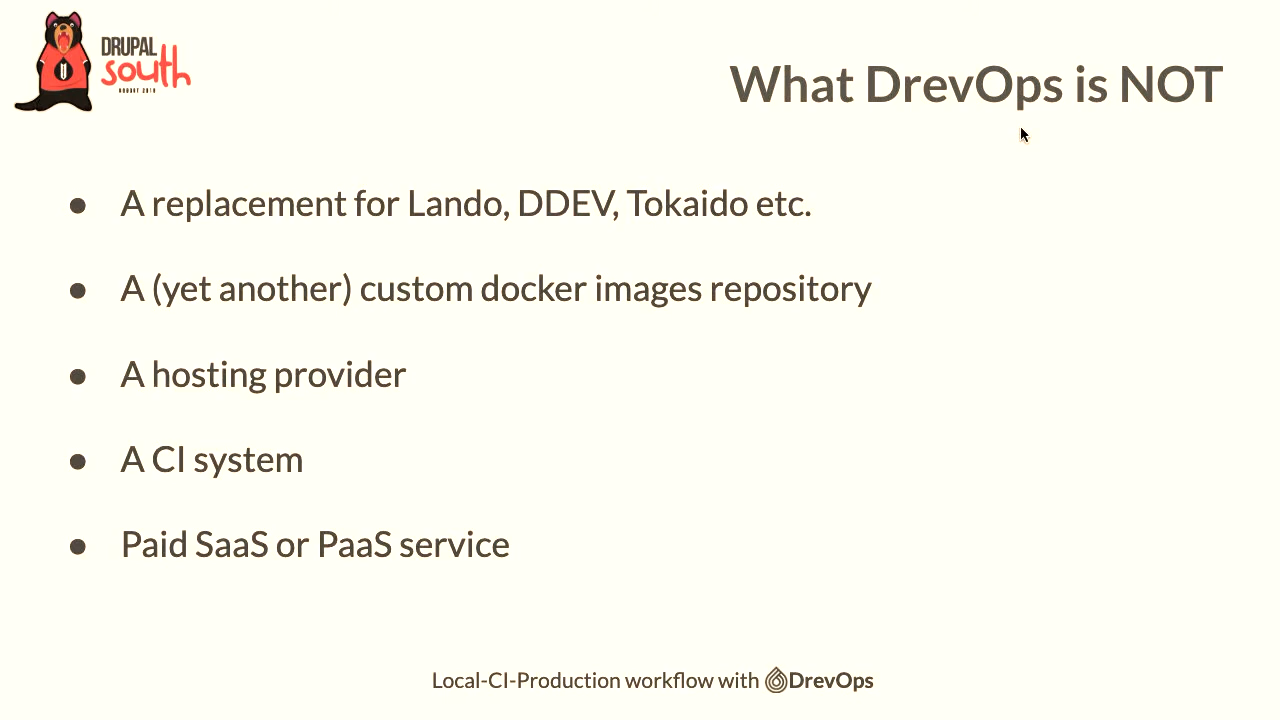 DRUPAL
south
What DrevOps is NOT
● A replacement for Lando, DDEV, Tokaido etc.
● A (yet another) custom docker images repository
● A hosting provider
● A CI system
● Paid SaaS or PaaS service
Local-CI-Production workflow with DrevOps